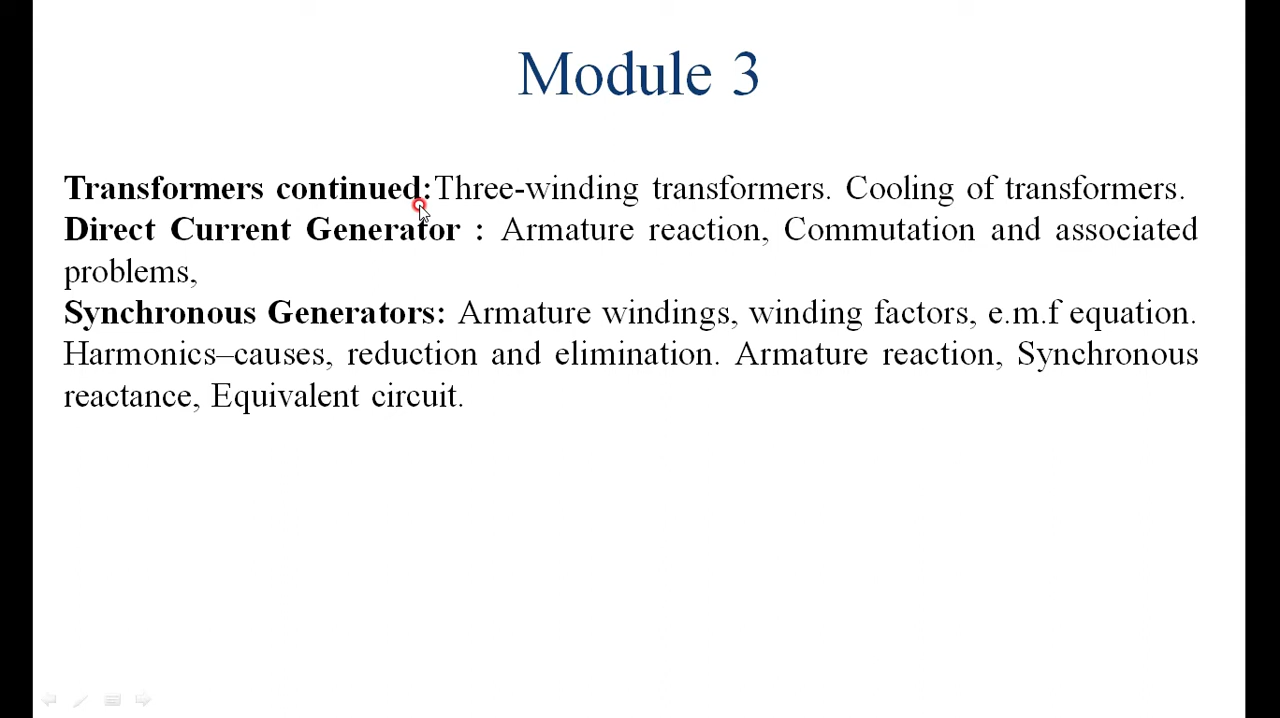 Module 3
Transformers continued:Three-winding transformers. Cooling of transformers.
Direct Current Generator : Armature reaction, Commutation and associated
problems,
Synchronous Generators: Armature windings, winding factors, e.m.f equation.
Harmonics–causes, reduction and elimination. Armature reaction, Synchronous
reactance, Equivalent circuit.